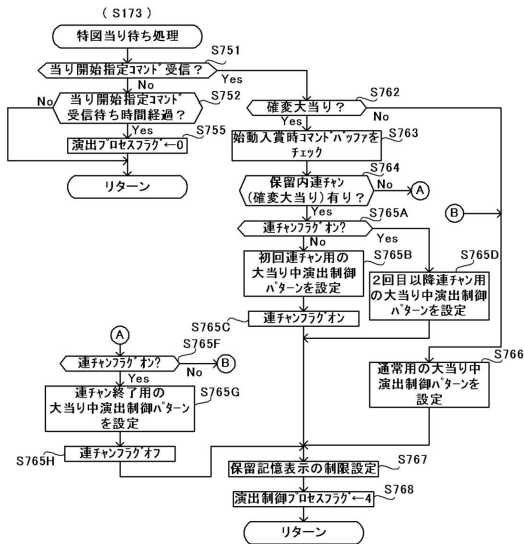 ( S173 )
特図当り待ち処理
S751
当り開始指定コマンド受信?
Yes
No
S752
当り開始指定コマンド
受信待ち時間経過?
No
Yes
S755
演出プロセスフラグ←0
リターン
S762
確変大当り?
No
Yes
S763
始動入賞時コマンドバッファを
チェック
S764
保留内連チャン
(確変大当り)有り?
No
A
Yes
B
S765A
連チャンフラグオン?
Yes
No
S765B
初回連チャン用の
大当り中演出制御
パターンを設定
S765D
2回目以降連チャン用
の大当り中演出制御
パターンを設定
S765C
連チャンフラグオン
A
S765F
連チャンフラグオン?
No
B
Yes
S765G
連チャン終了用の
大当り中演出制御パターン
を設定
S765H
連チャンフラグオフ
S766
通常用の大当り中
演出制御パターンを
設定
S767
保留記憶表示の制限設定
S768
演出制御プロセスフラグ←4
リターン